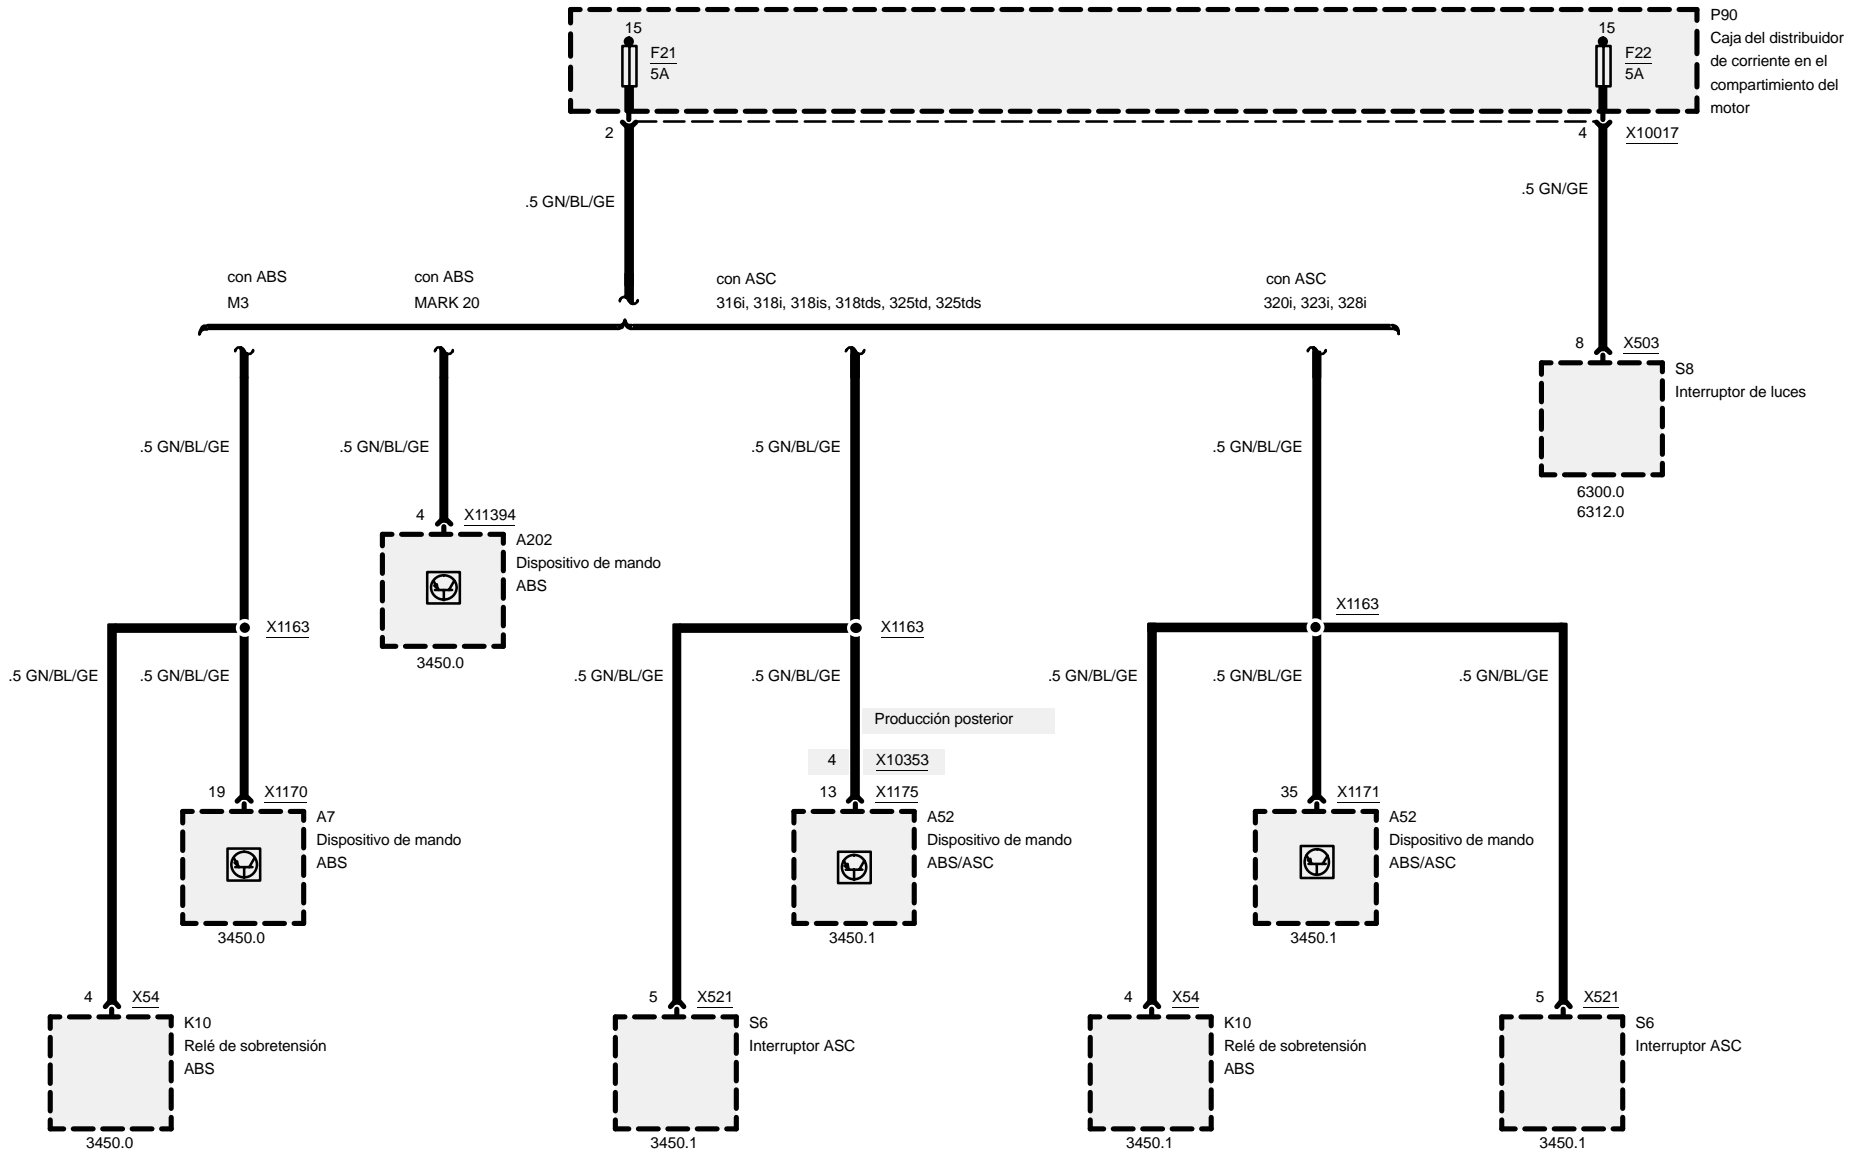 P90
Caja del distribuidor
de corriente en el
compartimiento del
motor
15
F21
5A
15
F22
5A
2
4
X10017
.5 GN/BL/GE
.5 GN/GE
con ABS
M3
con ABS
MARK 20
con ASC
316i, 318i, 318is, 318tds, 325td, 325tds
con ASC
320i, 323i, 328i
8
X503
S8
Interruptor de luces
6300.0
6312.0
.5 GN/BL/GE
.5 GN/BL/GE
.5 GN/BL/GE
.5 GN/BL/GE
4
X11394
A202
Dispositivo de mando
ABS
3450.0
X1163
X1163
X1163
.5 GN/BL/GE
.5 GN/BL/GE
.5 GN/BL/GE
.5 GN/BL/GE
.5 GN/BL/GE
.5 GN/BL/GE
.5 GN/BL/GE
Producción posterior
4
X10353
19
X1170
A7
Dispositivo de mando
ABS
3450.0
13
X1175
A52
Dispositivo de mando
ABS/ASC
3450.1
35
X1171
A52
Dispositivo de mando
ABS/ASC
3450.1
4
X54
K10
Relé de sobretensión
ABS
3450.0
5
X521
S6
Interruptor ASC
3450.1
4
X54
K10
Relé de sobretensión
ABS
3450.1
5
X521
S6
Interruptor ASC
3450.1